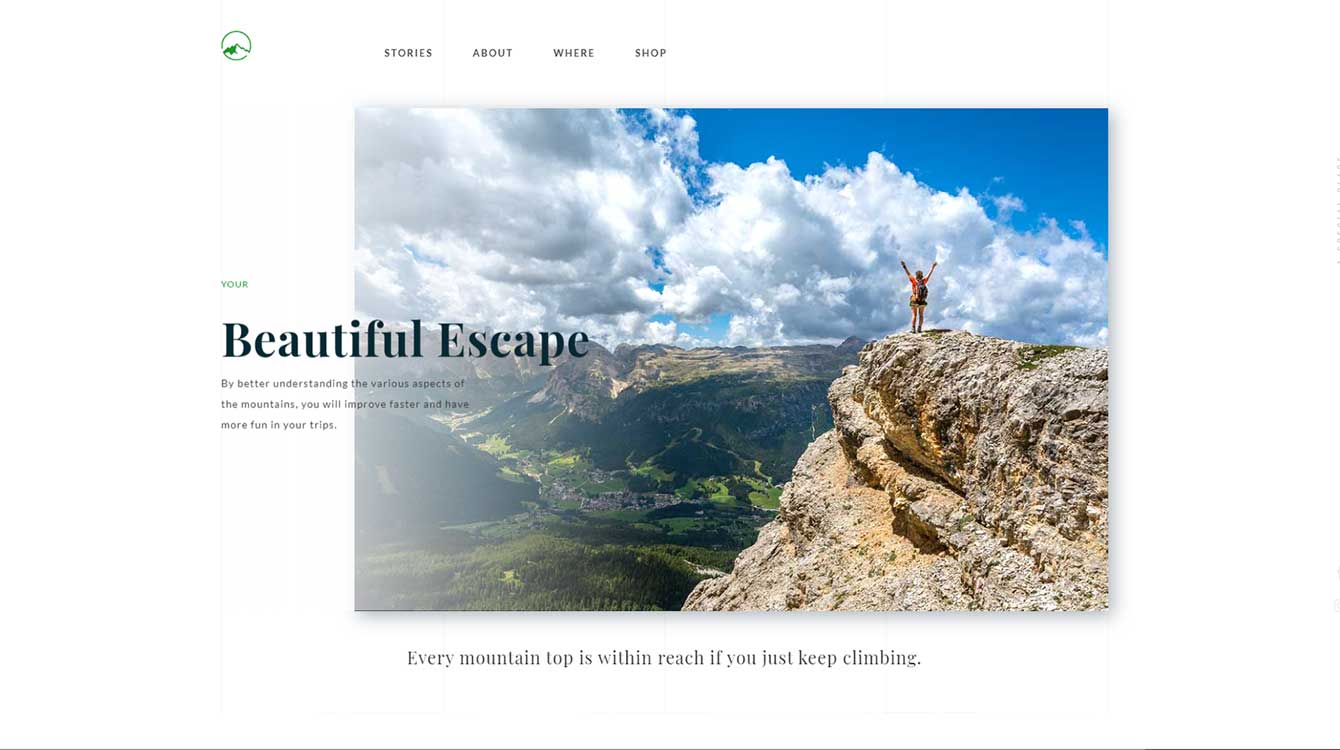 STORIES ABOUT WHERE SHOP
YOUR
Beautiful Escape
By better understanding the various aspects of
the mountains, you will improve faster and have
more fun in your trips.
Every mountain top is within reach if you just keep climbing.